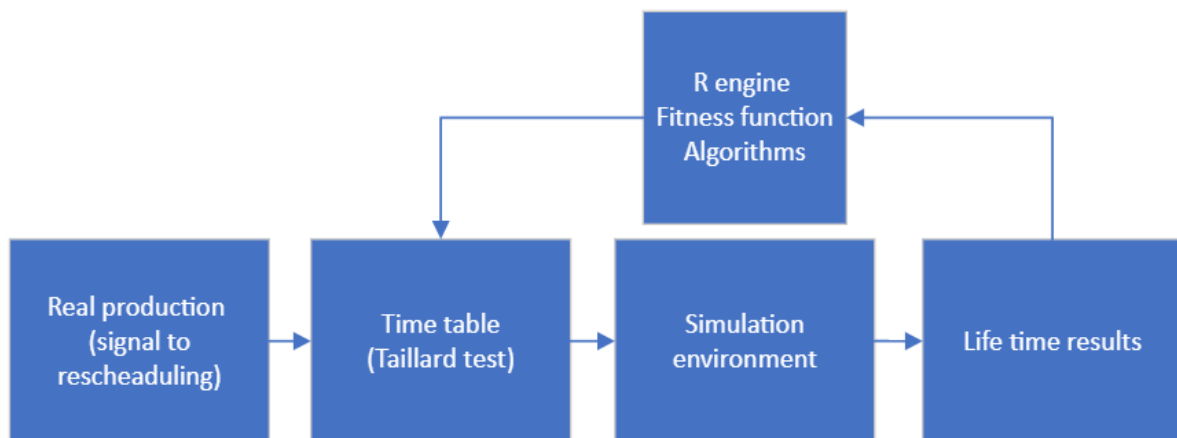 R engine
Fitness function
Algorithms
Real production
(signal to
rescheaduling)
Time table
(Taillard test)
Simulation
environment
Life time results